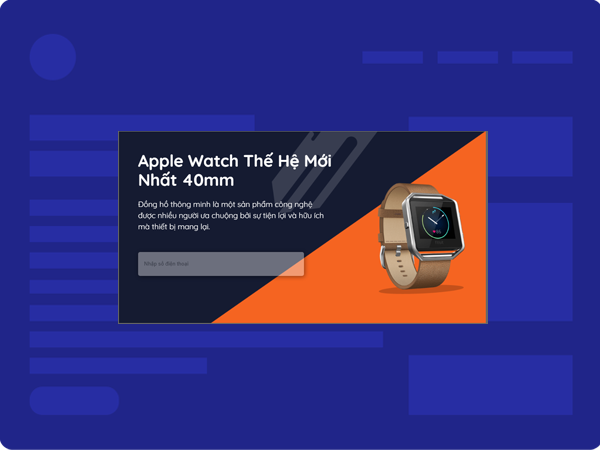 Apple Watch Thế Hệ Mới
Nhất 40mm
Đồng hồ thông minh là một sản phẩm công nghệ
được nhiều người ưa chuộng bởi sự tiện lợi và hữu ích
mà thiết bị mang lại.
Nhập số điện thoại